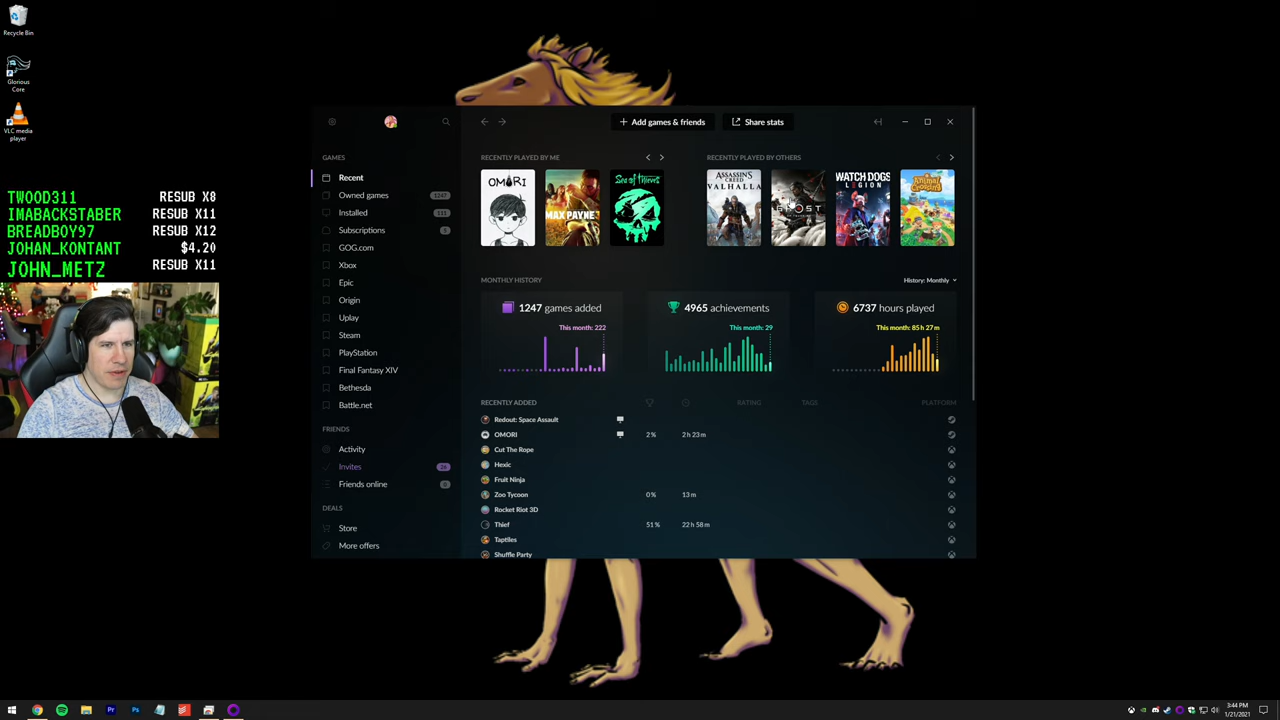 Recycle Bin
Glorious
Core
VLC media
player
TWOOD311 RESUB X8
IMABACKSTABER RESUB X11
BREADBOY97 RESUB X12
JOHAN_KONTANT $4.20
JOHN_METZ RESUB X11
Add games & friends
Share stats
GAMES
Recent
Owned games 1247
Installed 111
Subscriptions
GOG.com
Xbox
Epic
Origin
Uplay
Steam
PlayStation
Final Fantasy XIV
Bethesda
Battle.net
FRIENDS
Activity
Invites
Friends online
DEALS
Store
More offers
RECENTLY PLAYED BY ME
OMORI
MAX PAYNE
Sea of Thieves
RECENTLY PLAYED BY OTHERS
ASSASSIN'S
CREED
VALHALLA
GHOST
WATCH DOGS
LEGION
Animal
Crossing
MONTHLY HISTORY
History: Monthly
1247 games added
This month: 222
4965 achievements
This month: 29
6737 hours played
This month: 85 h 27 m
RECENTLY ADDED RATING TAGS PLATFORM
Redout: Space Assault
OMORI 2 % 2 h 23 m
Cut The Rope
Hexic
Fruit Ninja
Zoo Tycoon 0 % 13 m
Rocket Riot 3D
Thief 51 % 22 h 58 m
Taptiles
Shuffle Party
3:44 PM
1/21/2021